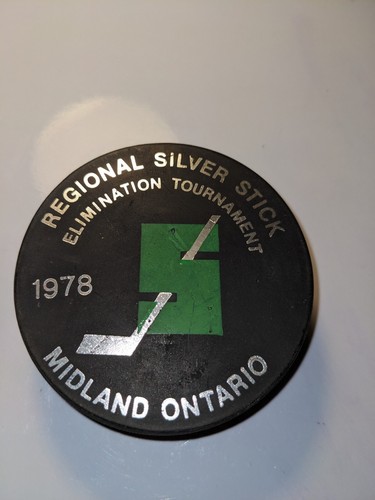 REGIONAL SiLVER STICK
ELIMINATION TOURNAMENT
1978
S
MIDLAND ONTARIO